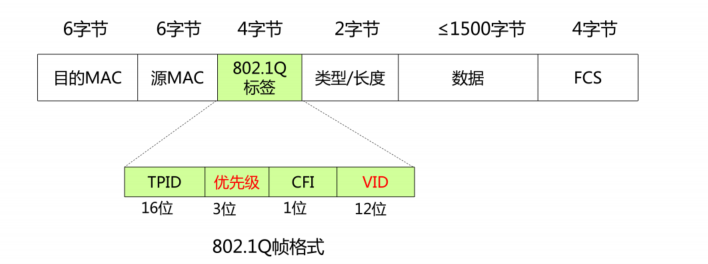 6字节 6字节 4字节 2字节 ≤1500字节 4字节
目的MAC 源MAC 802.1Q标签 类型/长度 数据 FCS
TPID 优先级 CFI VID
16位 3位 1位 12位
802.1Q帧格式